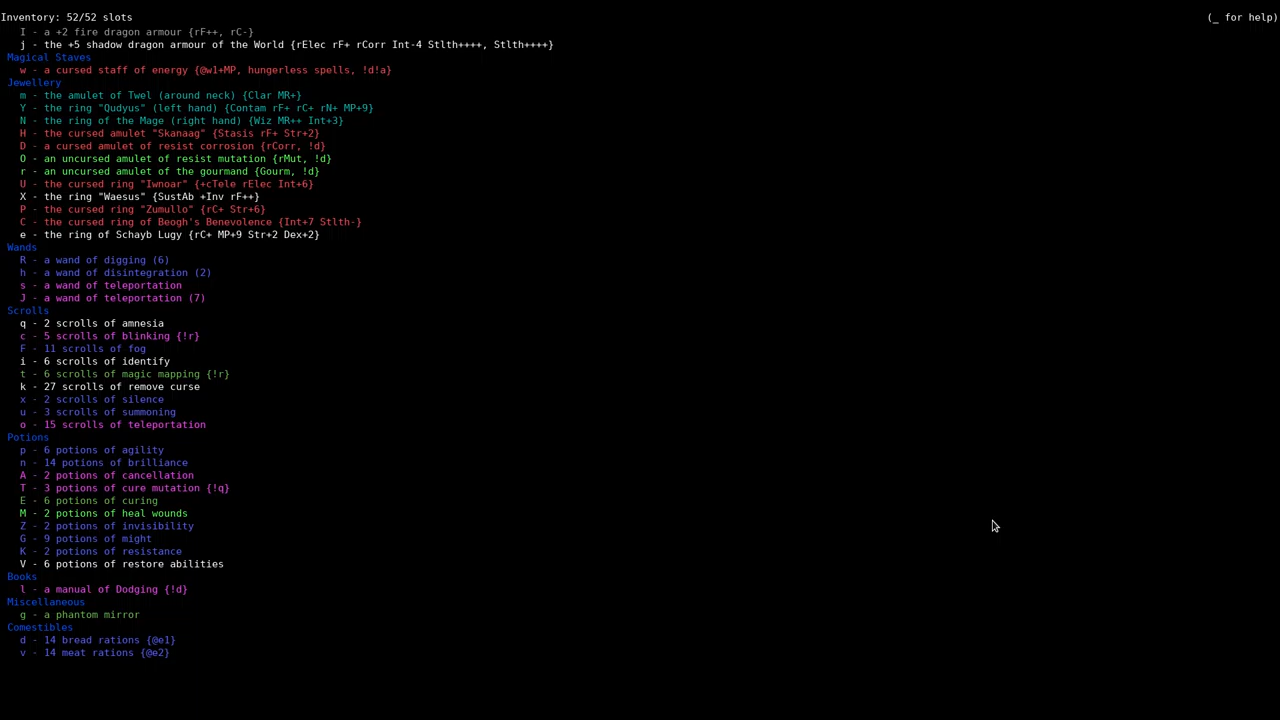 Inventory: 52/52 slots (_ for help)
I - a +2 fire dragon armour {rF++, rC-}
j - the +5 shadow dragon armour of the World {rElec rF+ rCorr Int-4 Stlth++++, Stlth++++}
Magical Staves
w - a cursed staff of energy {@w1+MP, hungerless spells, !d!a}
Jewellery
m - the amulet of Twel (around neck) {Clar MR+}
Y - the ring "Qudyus" (left hand) {Contam rF+ rC+ rN+ MP+9}
N - the ring of the Mage (right hand) {Wiz MR++ Int+3}
H - the cursed amulet "Skanaag" {Stasis rF+ Str+2}
D - a cursed amulet of resist corrosion {rCorr, !d}
O - an uncursed amulet of resist mutation {rMut, !d}
r - an uncursed amulet of the gourmand {Gourm, !d}
U - the cursed ring "Iwnoar" {+cTele rElec Int+6}
X - the ring "Waesus" {SustAb +Inv rF++}
P - the cursed ring "Zumullo" {rC+ Str+6}
C - the cursed ring of Beogh's Benevolence {Int+7 Stlth-}
e - the ring of Schayb Lugy {rC+ MP+9 Str+2 Dex+2}
Wands
R - a wand of digging (6)
h - a wand of disintegration (2)
s - a wand of teleportation
J - a wand of teleportation (7)
Scrolls
q - 2 scrolls of amnesia
c - 5 scrolls of blinking {!r}
F - 11 scrolls of fog
i - 6 scrolls of identify
t - 6 scrolls of magic mapping {!r}
k - 27 scrolls of remove curse
x - 2 scrolls of silence
u - 3 scrolls of summoning
o - 15 scrolls of teleportation
Potions
p - 6 potions of agility
n - 14 potions of brilliance
A - 2 potions of cancellation
T - 3 potions of cure mutation {!q}
E - 6 potions of curing
M - 2 potions of heal wounds
Z - 2 potions of invisibility
G - 9 potions of might
K - 2 potions of resistance
V - 6 potions of restore abilities
Books
l - a manual of Dodging {!d}
Miscellaneous
g - a phantom mirror
Comestibles
d - 14 bread rations {@e1}
v - 14 meat rations {@e2}